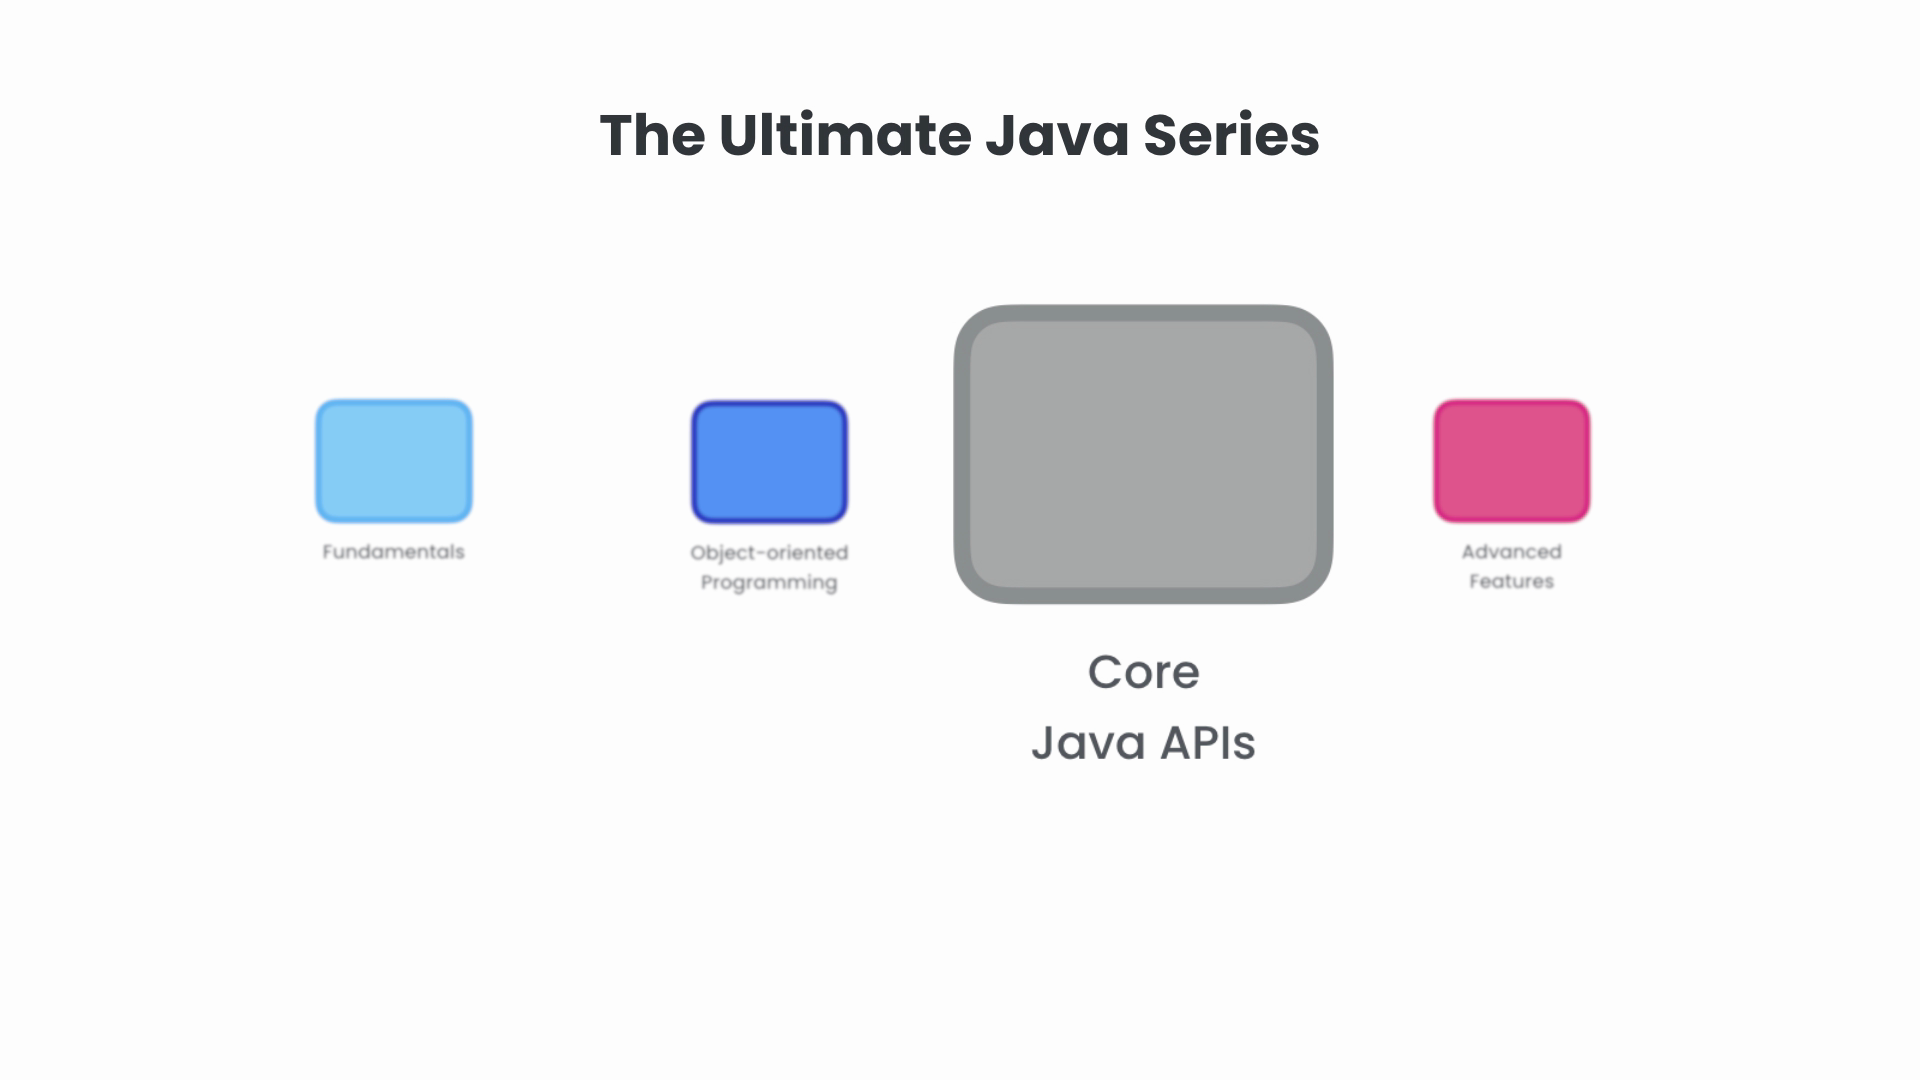 The Ultimate Java Series
Fundamentals
Object-oriented
Programming
Core
Java APIs
Advanced
Features